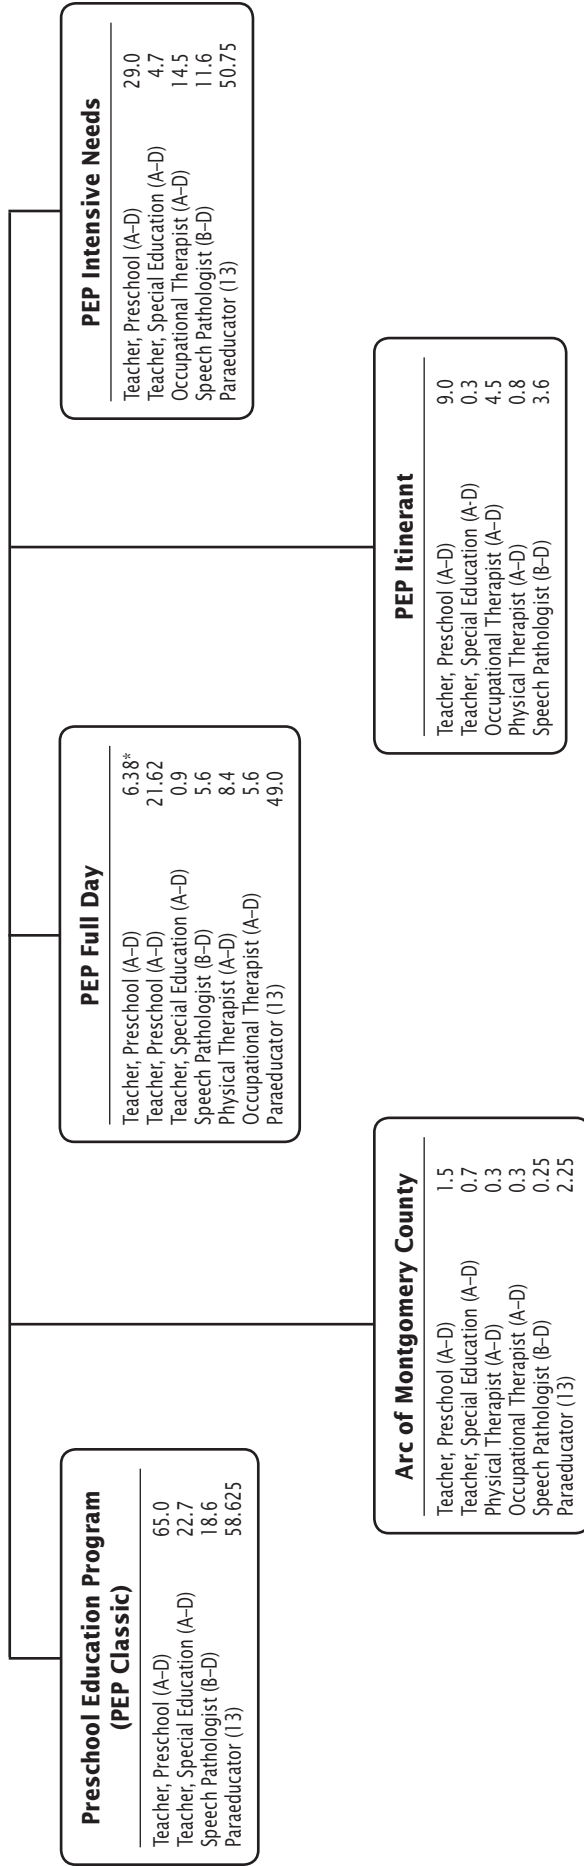 Preschool Education Program
(PEP Classic)
Teacher, Preschool (A–D) 65.0
Teacher, Special Education (A–D) 22.7
Speech Pathologist (B–D) 18.6
Paraeducator (13) 58.625
Arc of Montgomery County
Teacher, Preschool (A–D) 1.5
Teacher, Special Education (A–D) 0.7
Physical Therapist (A–D) 0.3
Occupational Therapist (A–D) 0.3
Speech Pathologist (B–D) 0.25
Paraeducator (13) 2.25
PEP Full Day
Teacher, Preschool (A–D) 6.38*
Teacher, Preschool (A–D) 21.62
Teacher, Special Education (A–D) 0.9
Speech Pathologist (B–D) 5.6
Physical Therapist (A–D) 8.4
Occupational Therapist (A–D) 5.6
Paraeducator (13) 49.0
PEP Itinerant
Teacher, Preschool (A–D) 9.0
Teacher, Special Education (A-D) 0.3
Occupational Therapist (A–D) 4.5
Physical Therapist (A–D) 0.8
Speech Pathologist (B–D) 3.6
PEP Intensive Needs
Teacher, Preschool (A–D) 29.0
Teacher, Special Education (A–D) 4.7
Occupational Therapist (A–D) 14.5
Speech Pathologist (B–D) 11.6
Paraeducator (13) 50.75